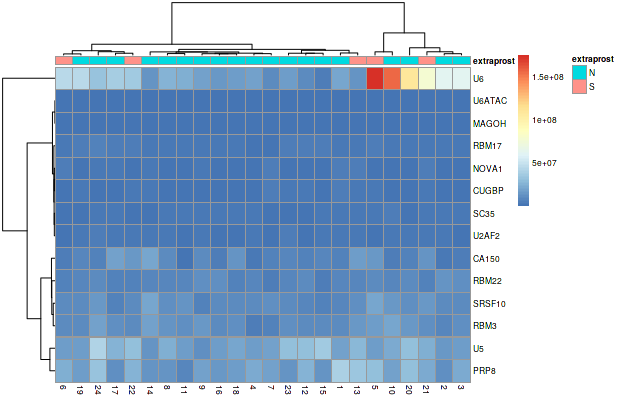 extraprost
extraprost
U6
1.5e+08
N
S
U6ATAC
MAGOH
1e+08
RBM17
NOVA1
5e+07
CUGBP
SC35
U2AF2
CA150
RBM22
SRSF10
RBM3
U5
PRP8
6 19 24 17 22 14 8 11 9 16 18 4 7 23 12 15 1 13 5 10 20 21 2 3